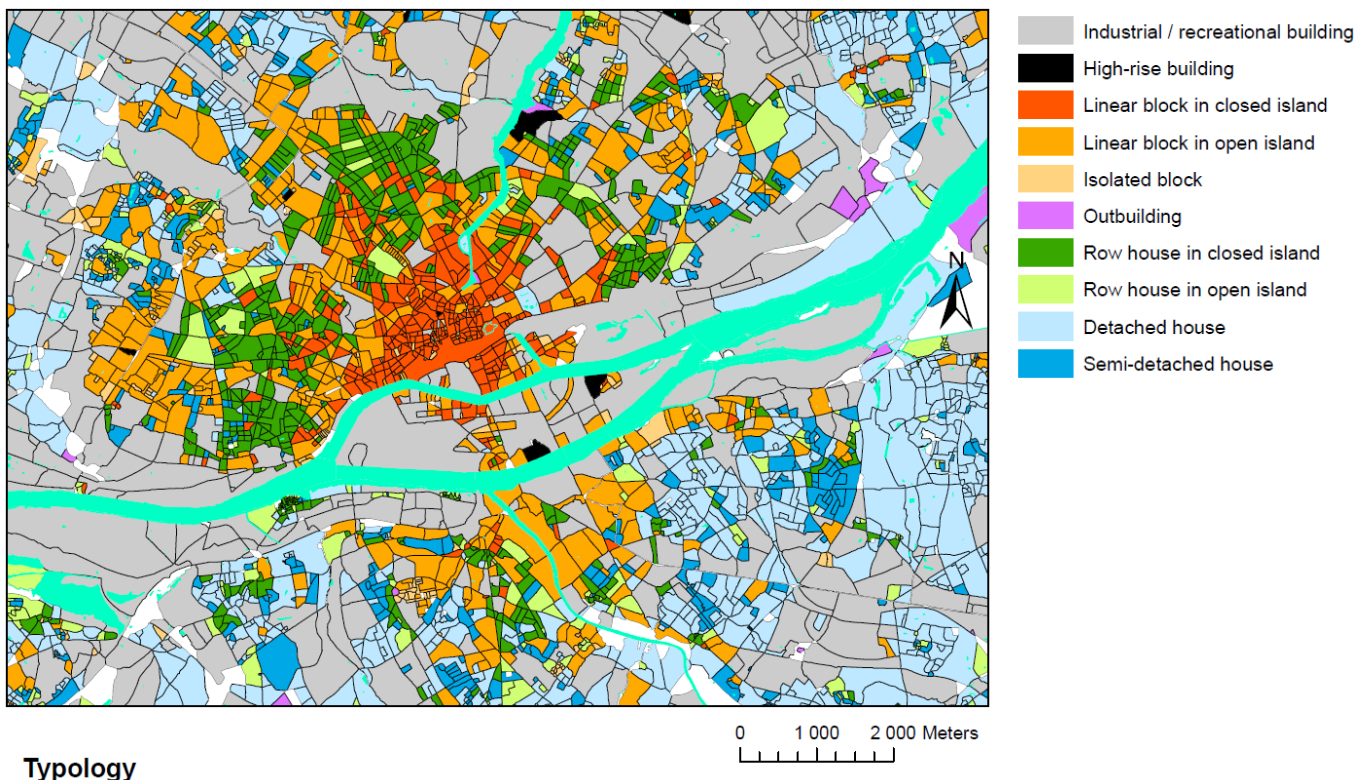 Industrial / recreational building
High-rise building
Linear block in closed island
Linear block in open island
Isolated block
Outbuilding
Row house in closed island
Row house in open island
Detached house
Semi-detached house
N
0 1 000 2 000 Meters
Typology